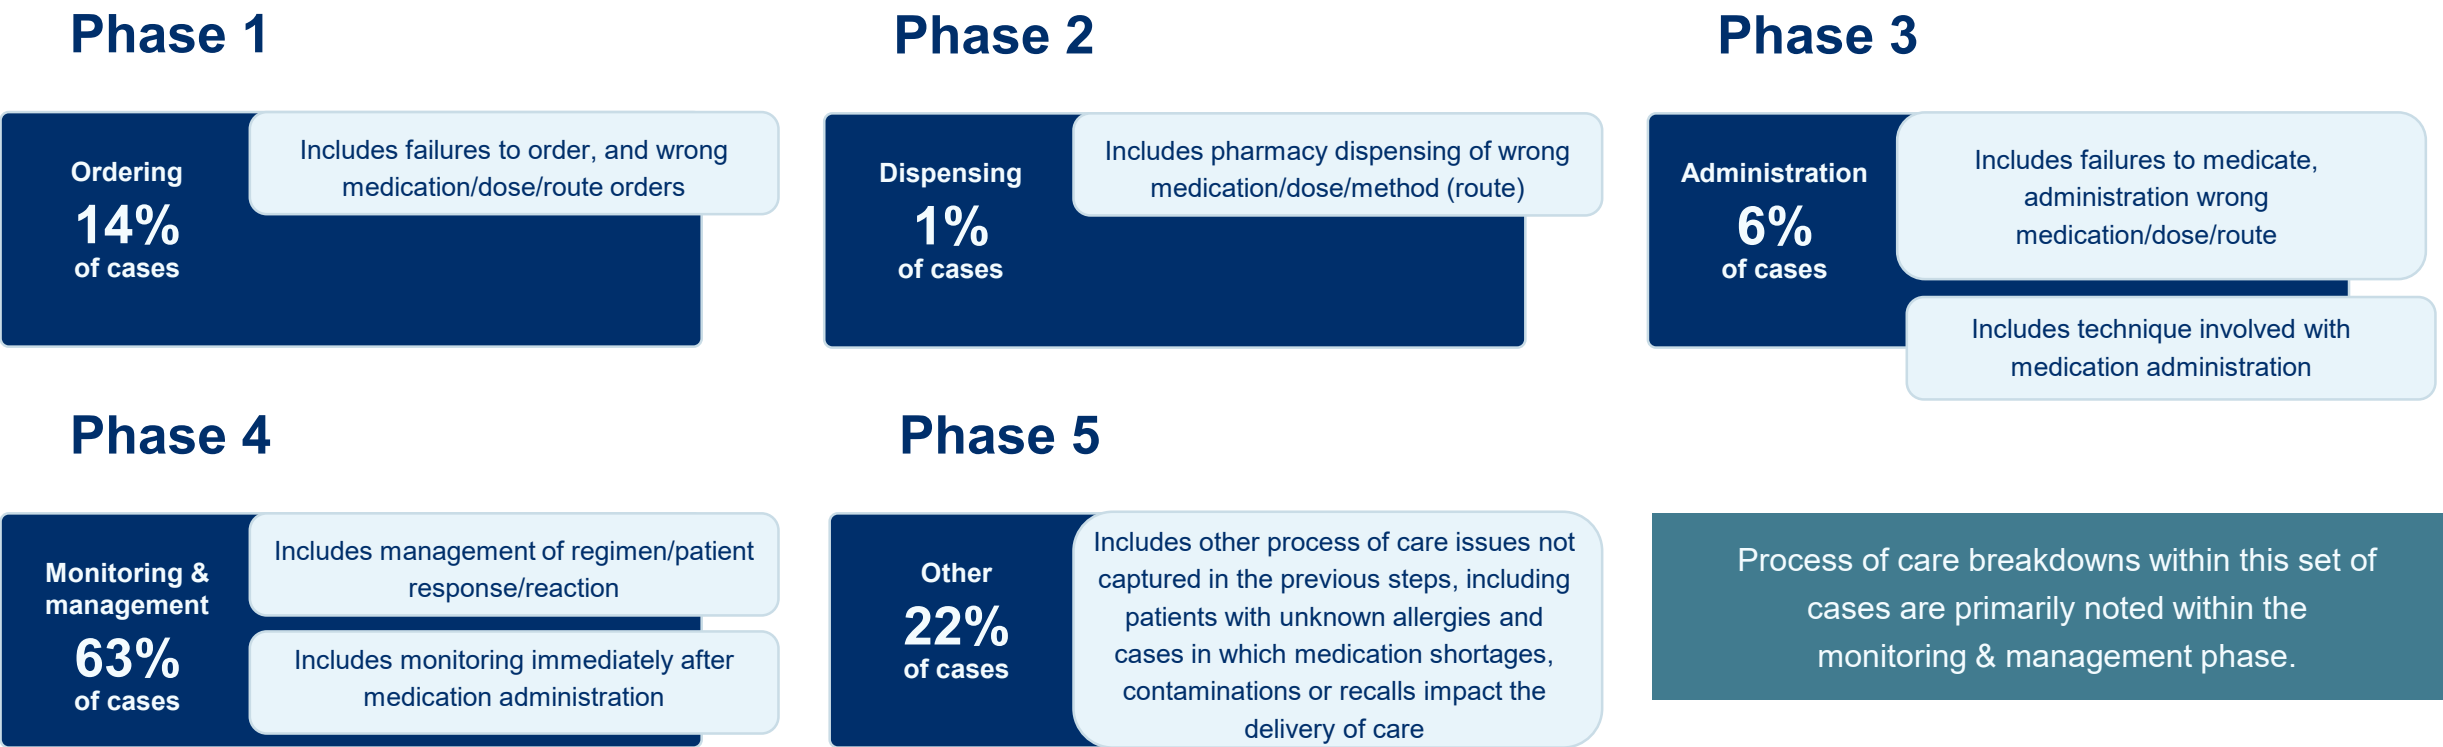 Phase 1
Ordering
14%
of cases
Includes failures to order, and wrong
medication/dose/route orders
Phase 2
Dispensing
1%
of cases
Includes pharmacy dispensing of wrong
medication/dose/method (route)
Phase 3
Administration
6%
of cases
Includes failures to medicate,
administration wrong
medication/dose/route
Includes technique involved with
medication administration
Phase 4
Monitoring &
management
63%
of cases
Includes management of regimen/patient
response/reaction
Includes monitoring immediately after
medication administration
Phase 5
Other
22%
of cases
Includes other process of care issues not
captured in the previous steps, including
patients with unknown allergies and
cases in which medication shortages,
contaminations or recalls impact the
delivery of care
Process of care breakdowns within this set of
cases are primarily noted within the
monitoring & management phase.